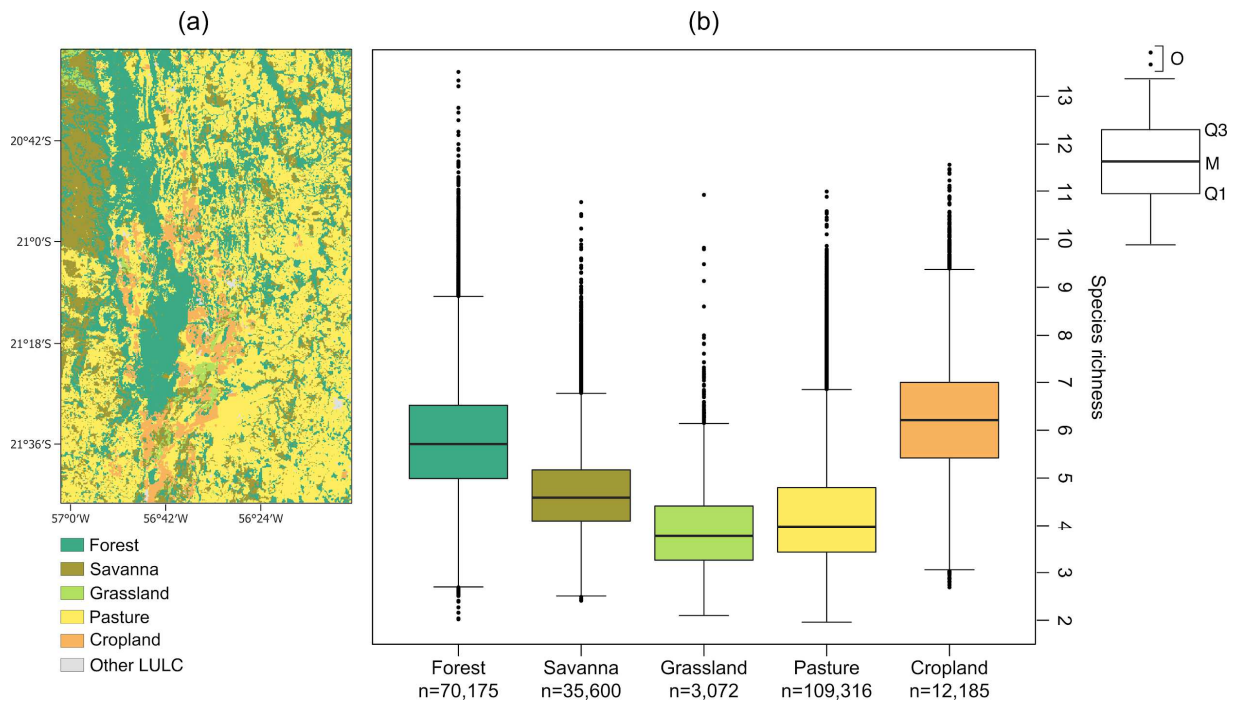 (a)
20°42'S
21°0'S
21°18'S
21°36'S
57°0'W 56°42'W 56°24'W
Forest
Savanna
Grassland
Pasture
Cropland
Other LULC
(b)
13
12
11
10
9
8
7
6
5
4
3
2
Species richness
Forest Savanna Grassland Pasture Cropland
n=70,175 n=35,600 n=3,072 n=109,316 n=12,185
O
Q3
M
Q1